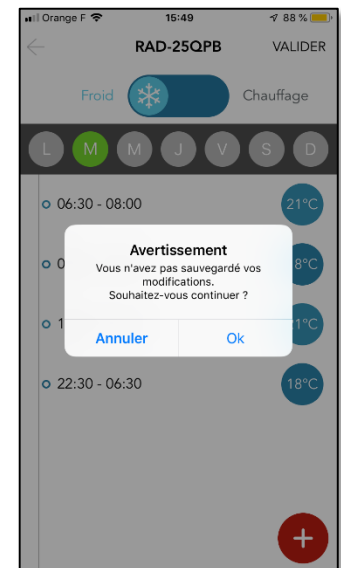 Orange F 15:49 88 %
RAD-25QPB VALIDER
Froid Chauffage
L M M J V S D
06:30 - 08:00 21°C
Avertissement
Vous n'avez pas sauvegardé vos
modifications.
Souhaitez-vous continuer ?
Annuler Ok
22:30 - 06:30 18°C